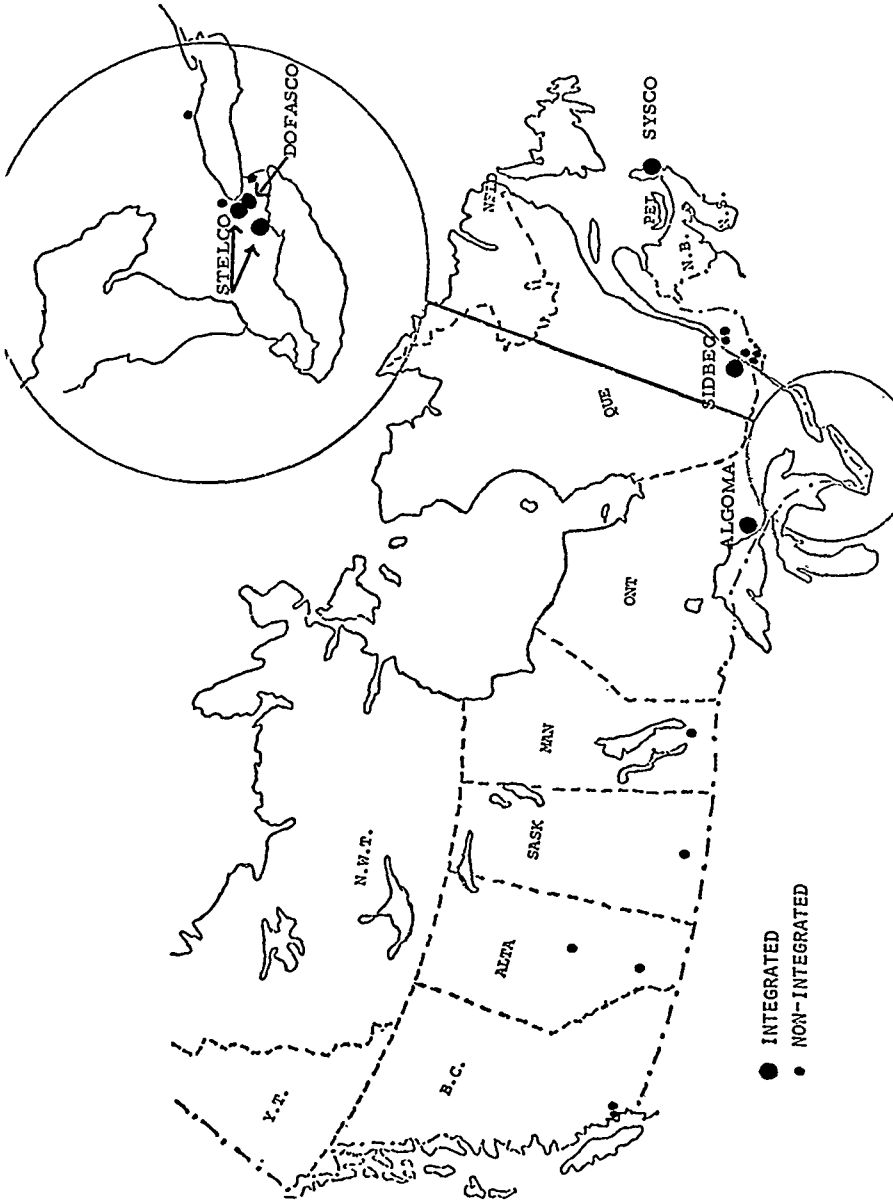 STELCO
DOFASCO
Y.T.
N.W.T.
B.C.
ALTA
SASK
MAN
ONT
QUE
NFLD
PEI
N.B.
N.S.
ALGOMA
SIDBEC
SYSCO
INTEGRATED
NON-INTEGRATED